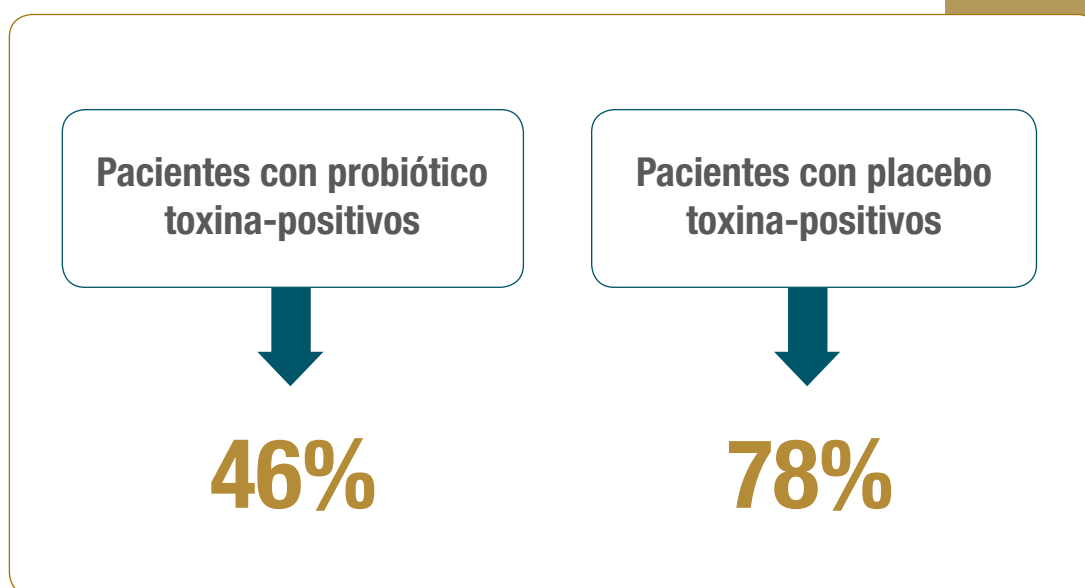 Pacientes con probiótico
toxina-positivos
46%
Pacientes con placebo
toxina-positivos
78%